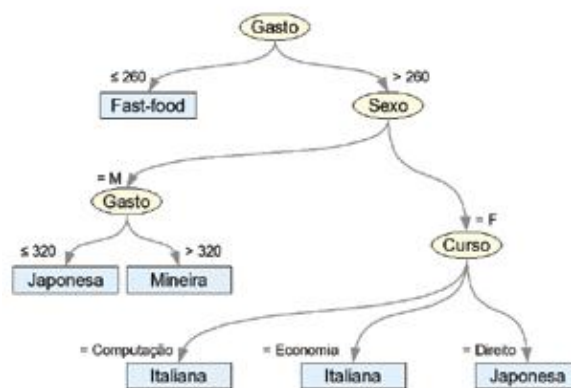 Gasto
≤ 260
> 260
Fast-food
Sexo
= M
Gasto
= F
≤ 320
> 320
Curso
Japonesa
Mineira
= Computação
= Economia
= Direito
Italiana
Italiana
Japonesa